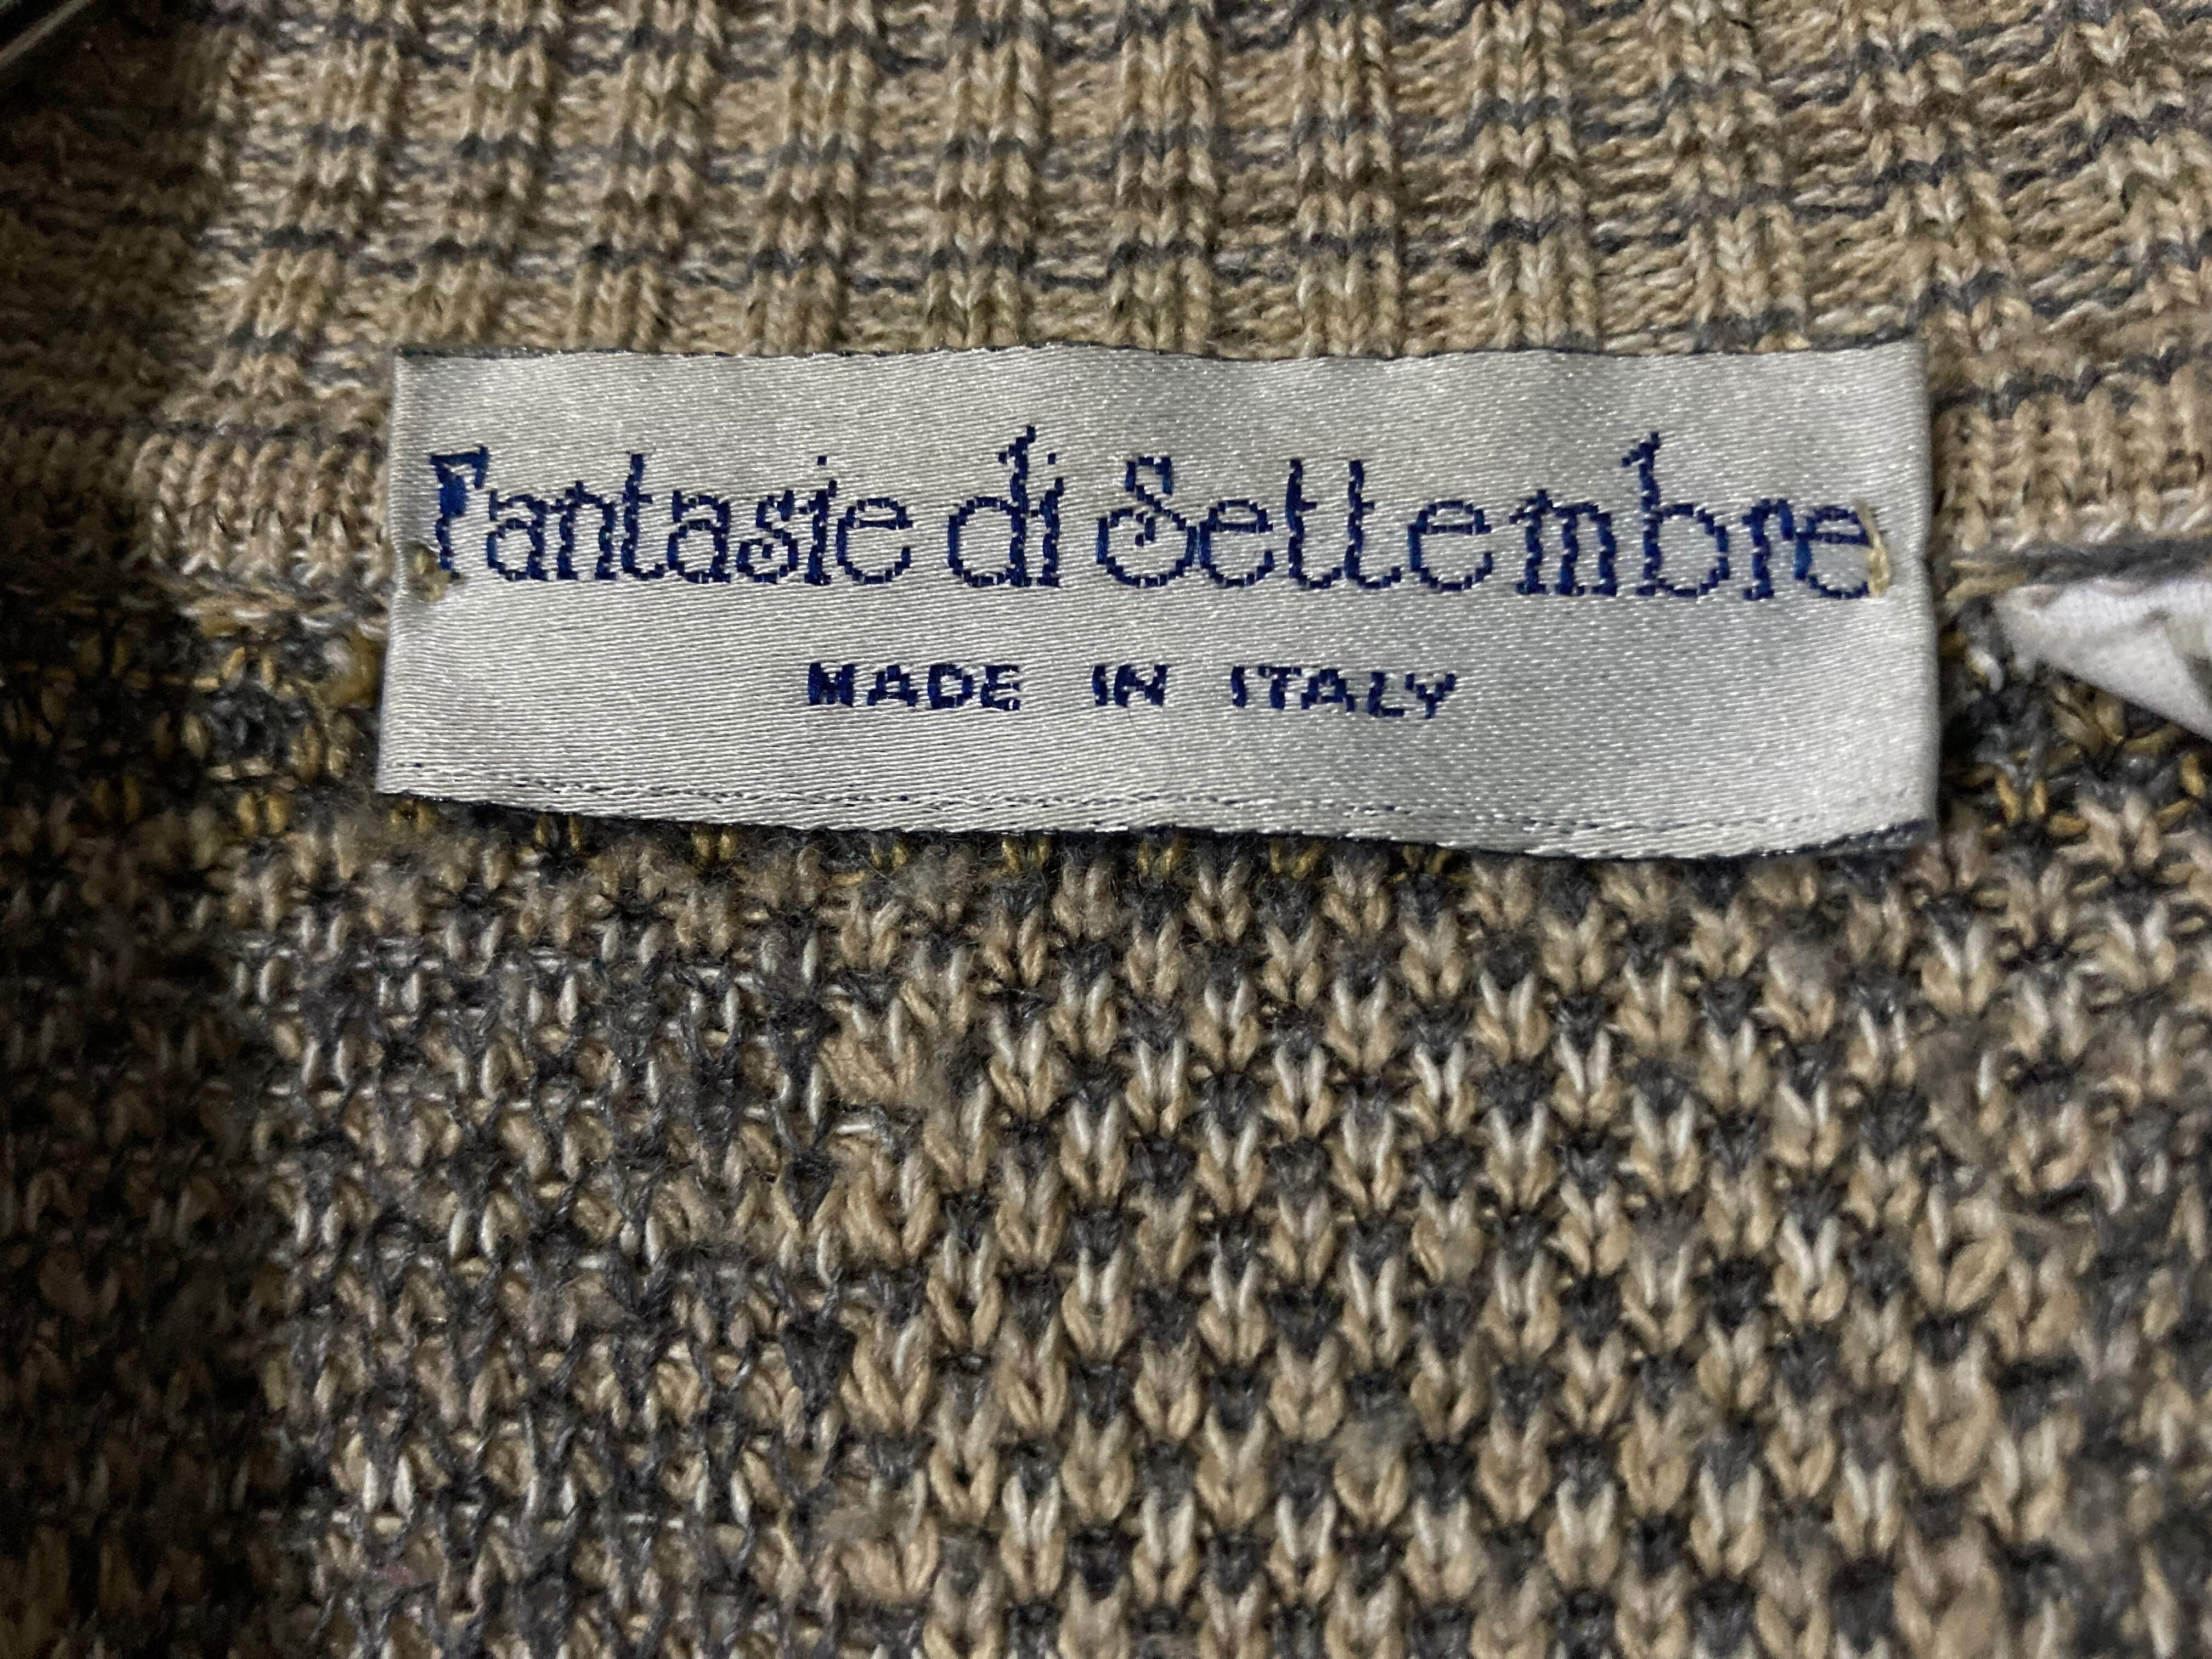 Fantasie di Settembre
MADE IN ITALY